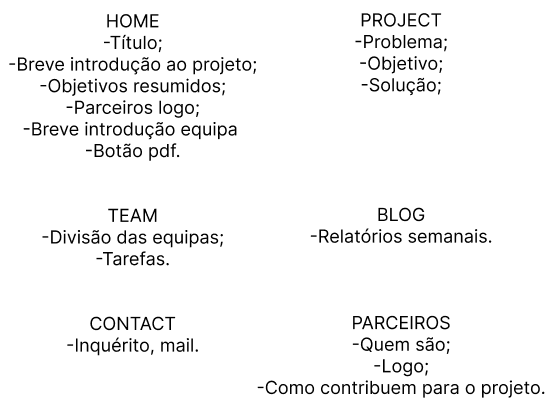 HOME
-Título;
-Breve introdução ao projeto;
-Objetivos resumidos;
-Parceiros logo;
-Breve introdução equipa
-Botão pdf.
PROJECT
-Problema;
-Objetivo;
-Solução;
TEAM
-Divisão das equipas;
-Tarefas.
BLOG
-Relatórios semanais.
CONTACT
-Inquérito, mail.
PARCEIROS
-Quem são;
-Logo;
-Como contribuem para o projeto.